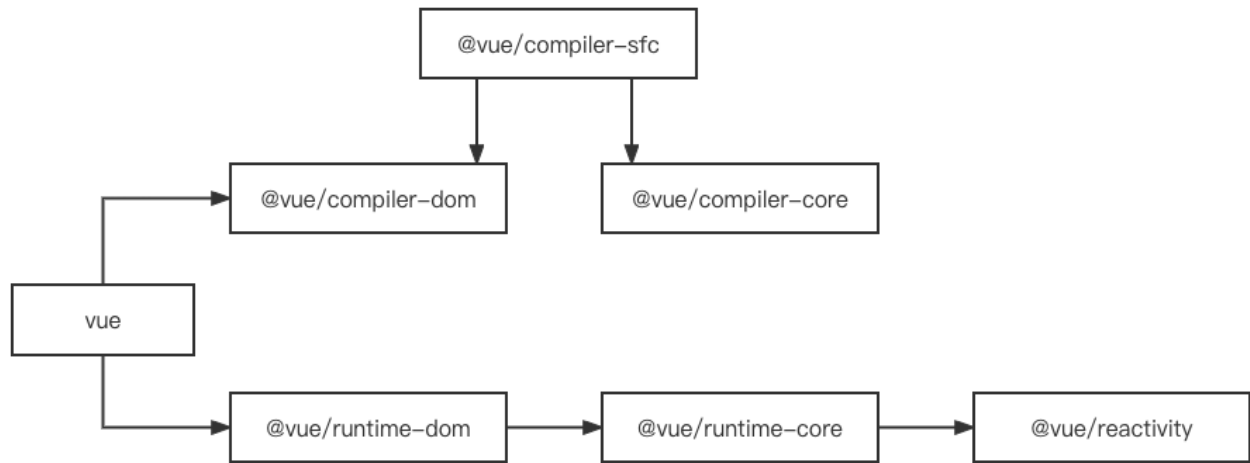 @vue/compiler-sfc
@vue/compiler-dom
@vue/compiler-core
vue
@vue/runtime-dom
@vue/runtime-core
@vue/reactivity